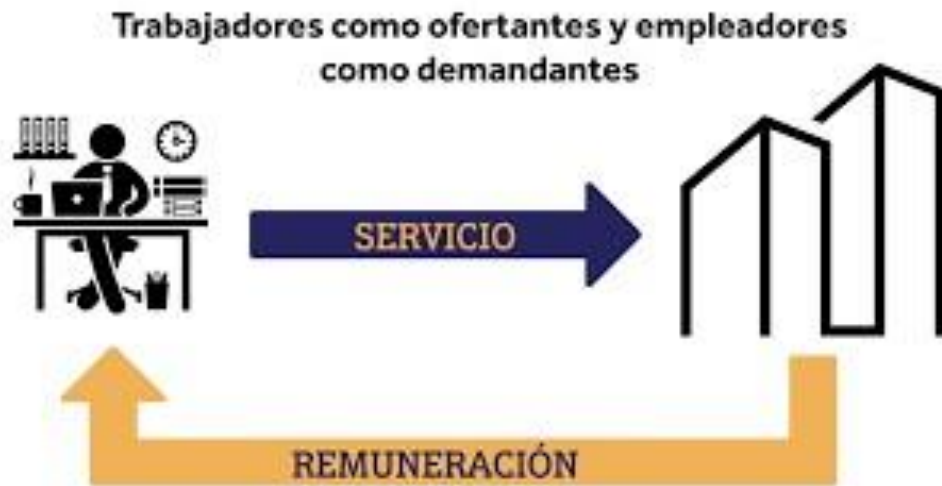 Trabajadores como ofertantes y empleadores
como demandantes
SERVICIO
REMUNERACIÓN